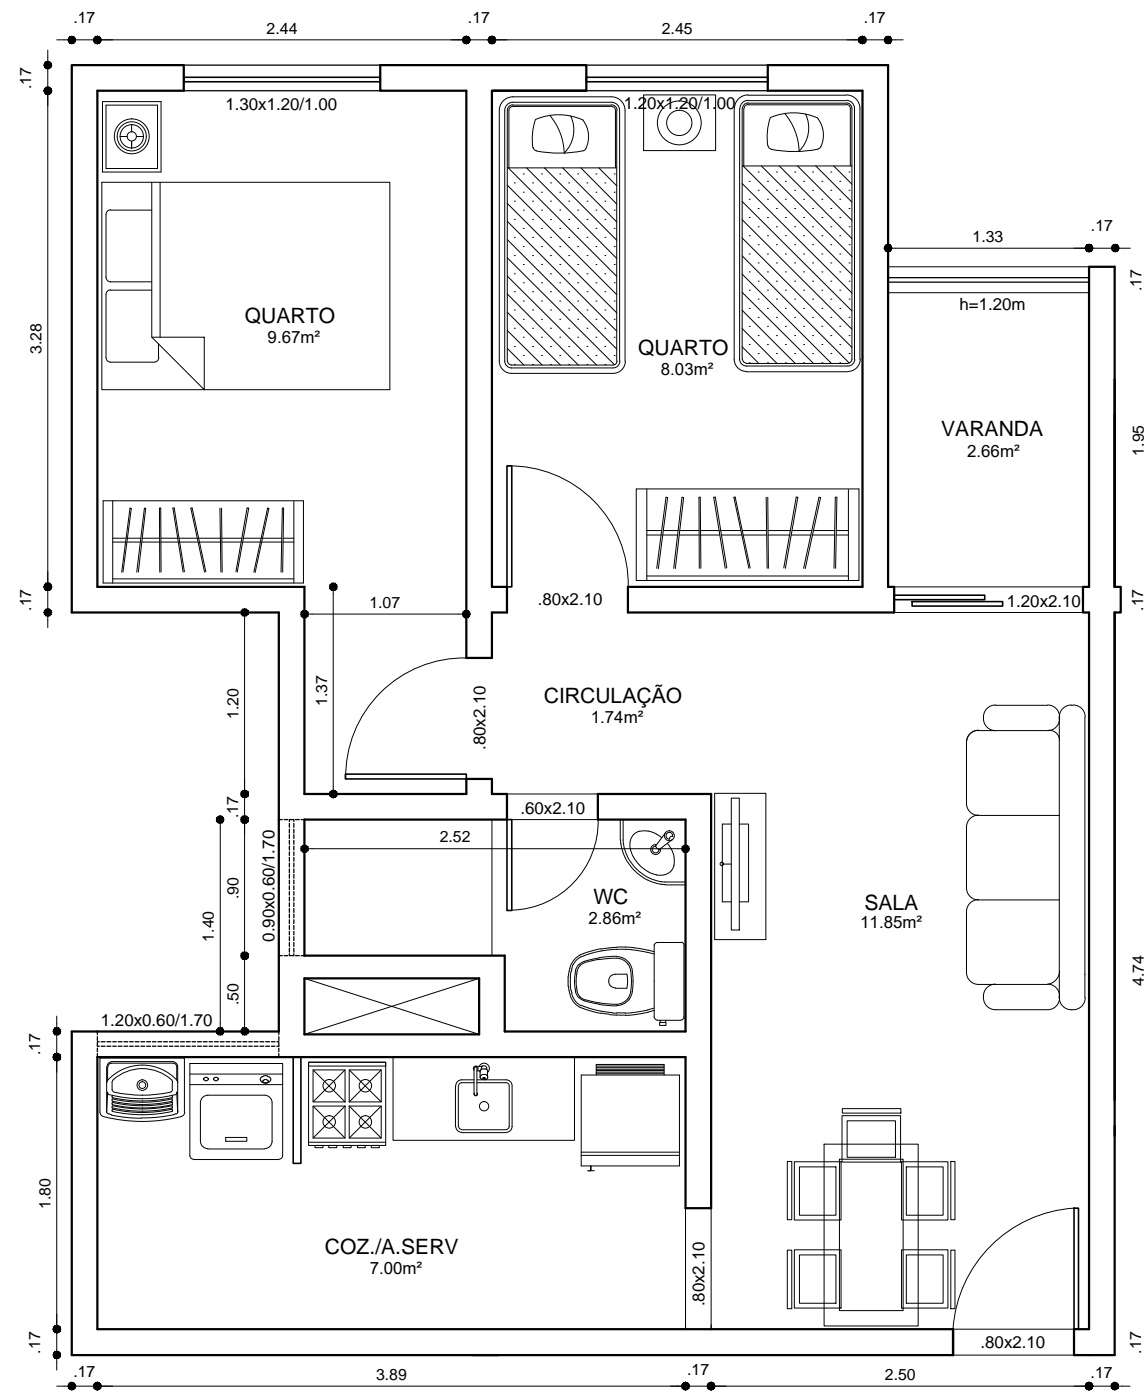 .17
2.44
.17
2.45
.17
.17
1.30x1.20/1.00
1.20x1.20/1.00
1.33
.17
.17
h=1.20m
QUARTO
9.67m²
3.28
QUARTO
8.03m²
VARANDA
2.66m²
1.95
.17
1.07
.80x2.10
1.20x2.10
.17
1.20
1.37
.80x2.10
CIRCULAÇÃO
1.74m²
.17
.60x2.10
2.52
1.40
.90
0.90x0.60/1.70
WC
2.86m²
SALA
11.85m²
4.74
.50
1.20x0.60/1.70
.17
1.80
COZ./A.SERV
7.00m²
.80x2.10
.17
.80x2.10
.17
.17
3.89
.17
2.50
.17